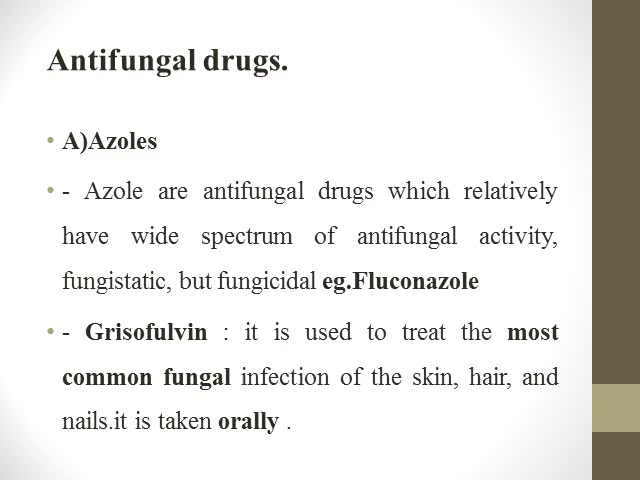 Antifungal drugs.
• A)Azoles
• - Azole are antifungal drugs which relatively
have wide spectrum of antifungal activity,
fungistatic, but fungicidal eg.Fluconazole
• - Grisofulvin : it is used to treat the most
common fungal infection of the skin, hair, and
nails.it is taken orally .